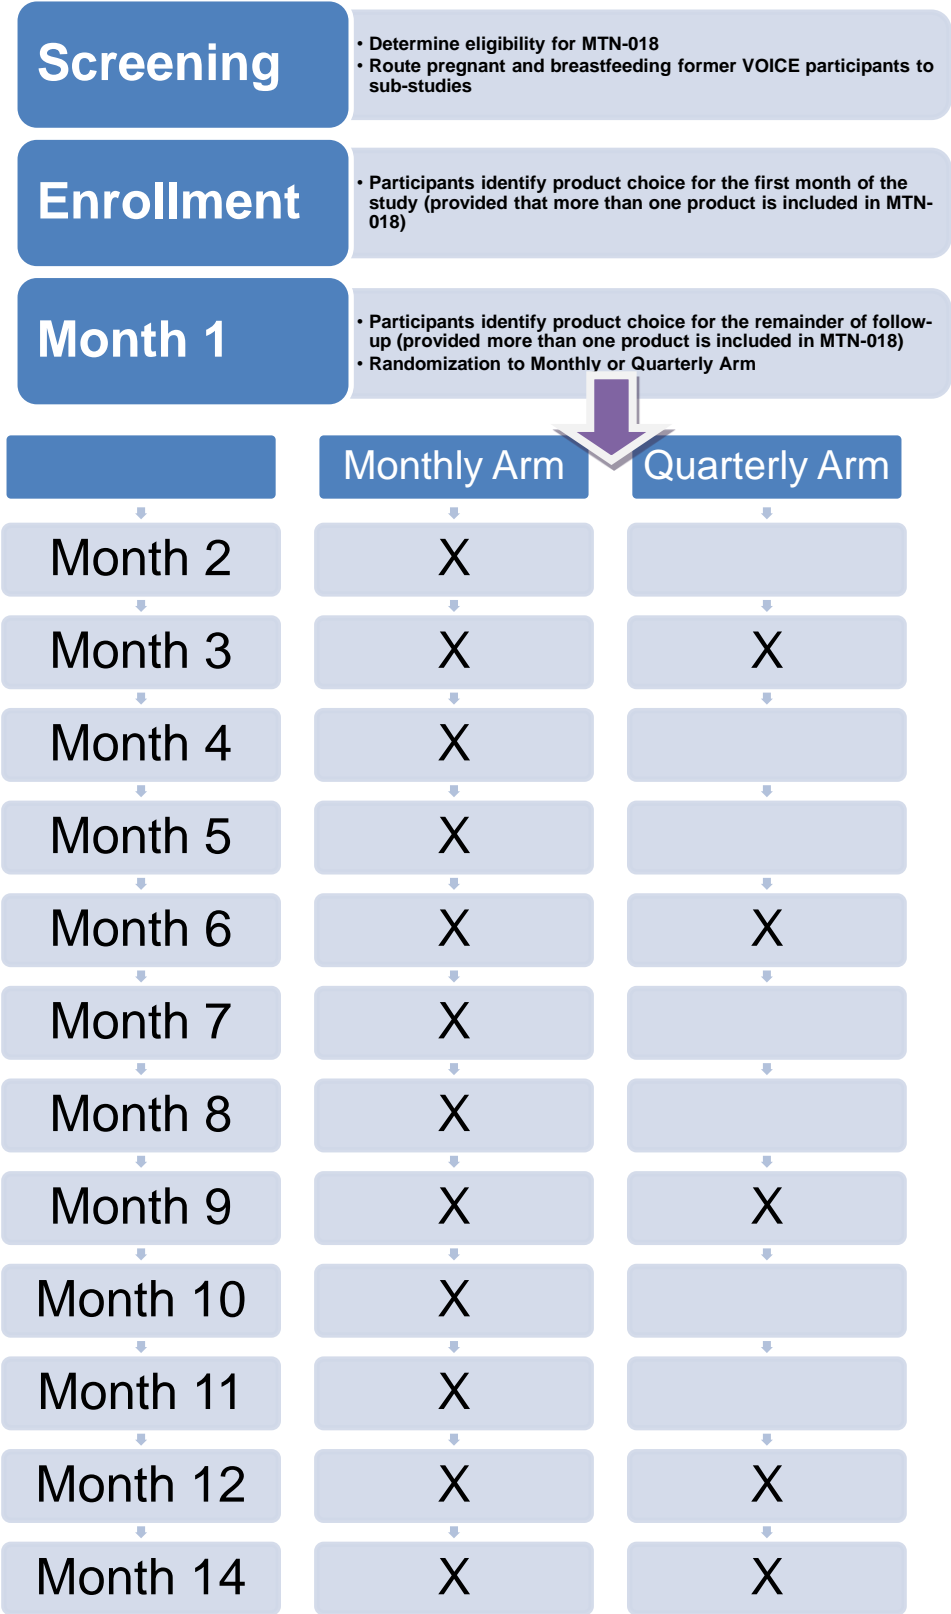 Screening
• Determine eligibility for MTN-018
• Route pregnant and breastfeeding former VOICE participants to
sub-studies
Enrollment
• Participants identify product choice for the first month of the
study (provided that more than one product is included in MTN-
018)
Month 1
• Participants identify product choice for the remainder of follow-
up (provided more than one product is included in MTN-018)
• Randomization to Monthly or Quarterly Arm
Monthly Arm Quarterly Arm
Month 2 X
Month 3 X X
Month 4 X
Month 5 X
Month 6 X X
Month 7 X
Month 8 X
Month 9 X X
Month 10 X
Month 11 X
Month 12 X X
Month 14 X X